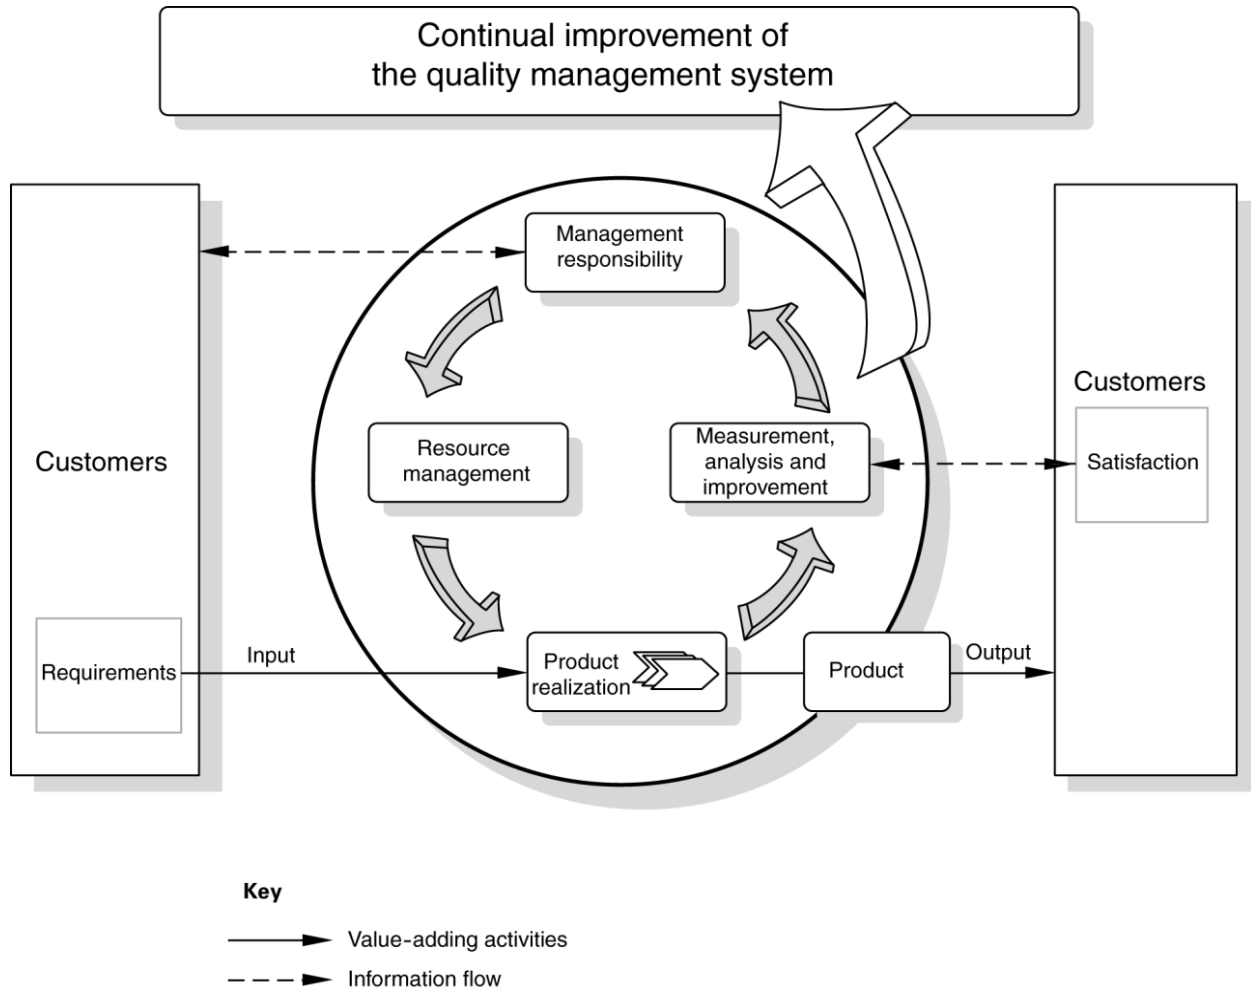 Continual improvement of
the quality management system
Management
responsibility
Customers
Resource
management
Measurement,
analysis and
improvement
Customers
Satisfaction
Requirements
Input
Product
realization
Product
Output
Key
Value-adding activities
Information flow